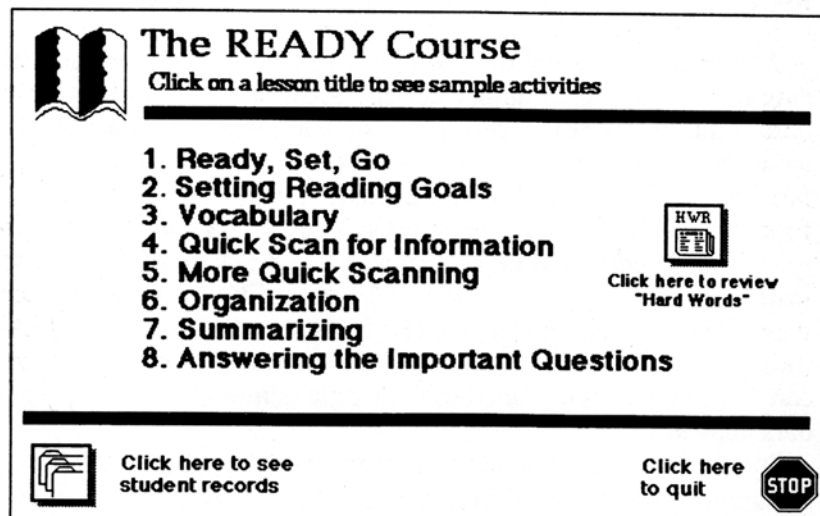 The READY Course
Click on a lesson title to see sample activities
1. Ready, Set, Go
2. Setting Reading Goals
3. Vocabulary
4. Quick Scan for Information
5. More Quick Scanning
6. Organization
7. Summarizing
8. Answering the Important Questions
HWR
Click here to review
"Hard Words"
Click here to see
student records
Click here
to quit
STOP